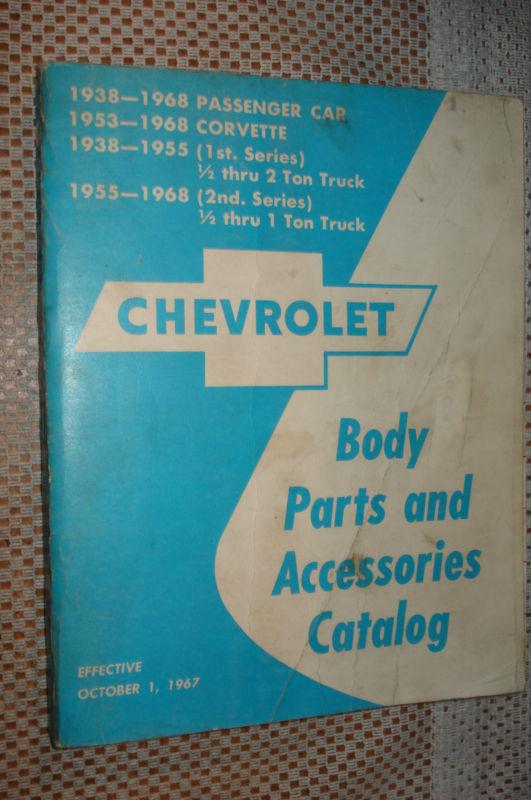 1938—1968 PASSENGER CAR
1953—1968 CORVETTE
1938—1955 (1st. Series)
½ thru 2 Ton Truck
1955—1968 (2nd. Series)
½ thru 1 Ton Truck
CHEVROLET
Body
Parts and
Accessories
Catalog
EFFECTIVE
OCTOBER 1, 1967